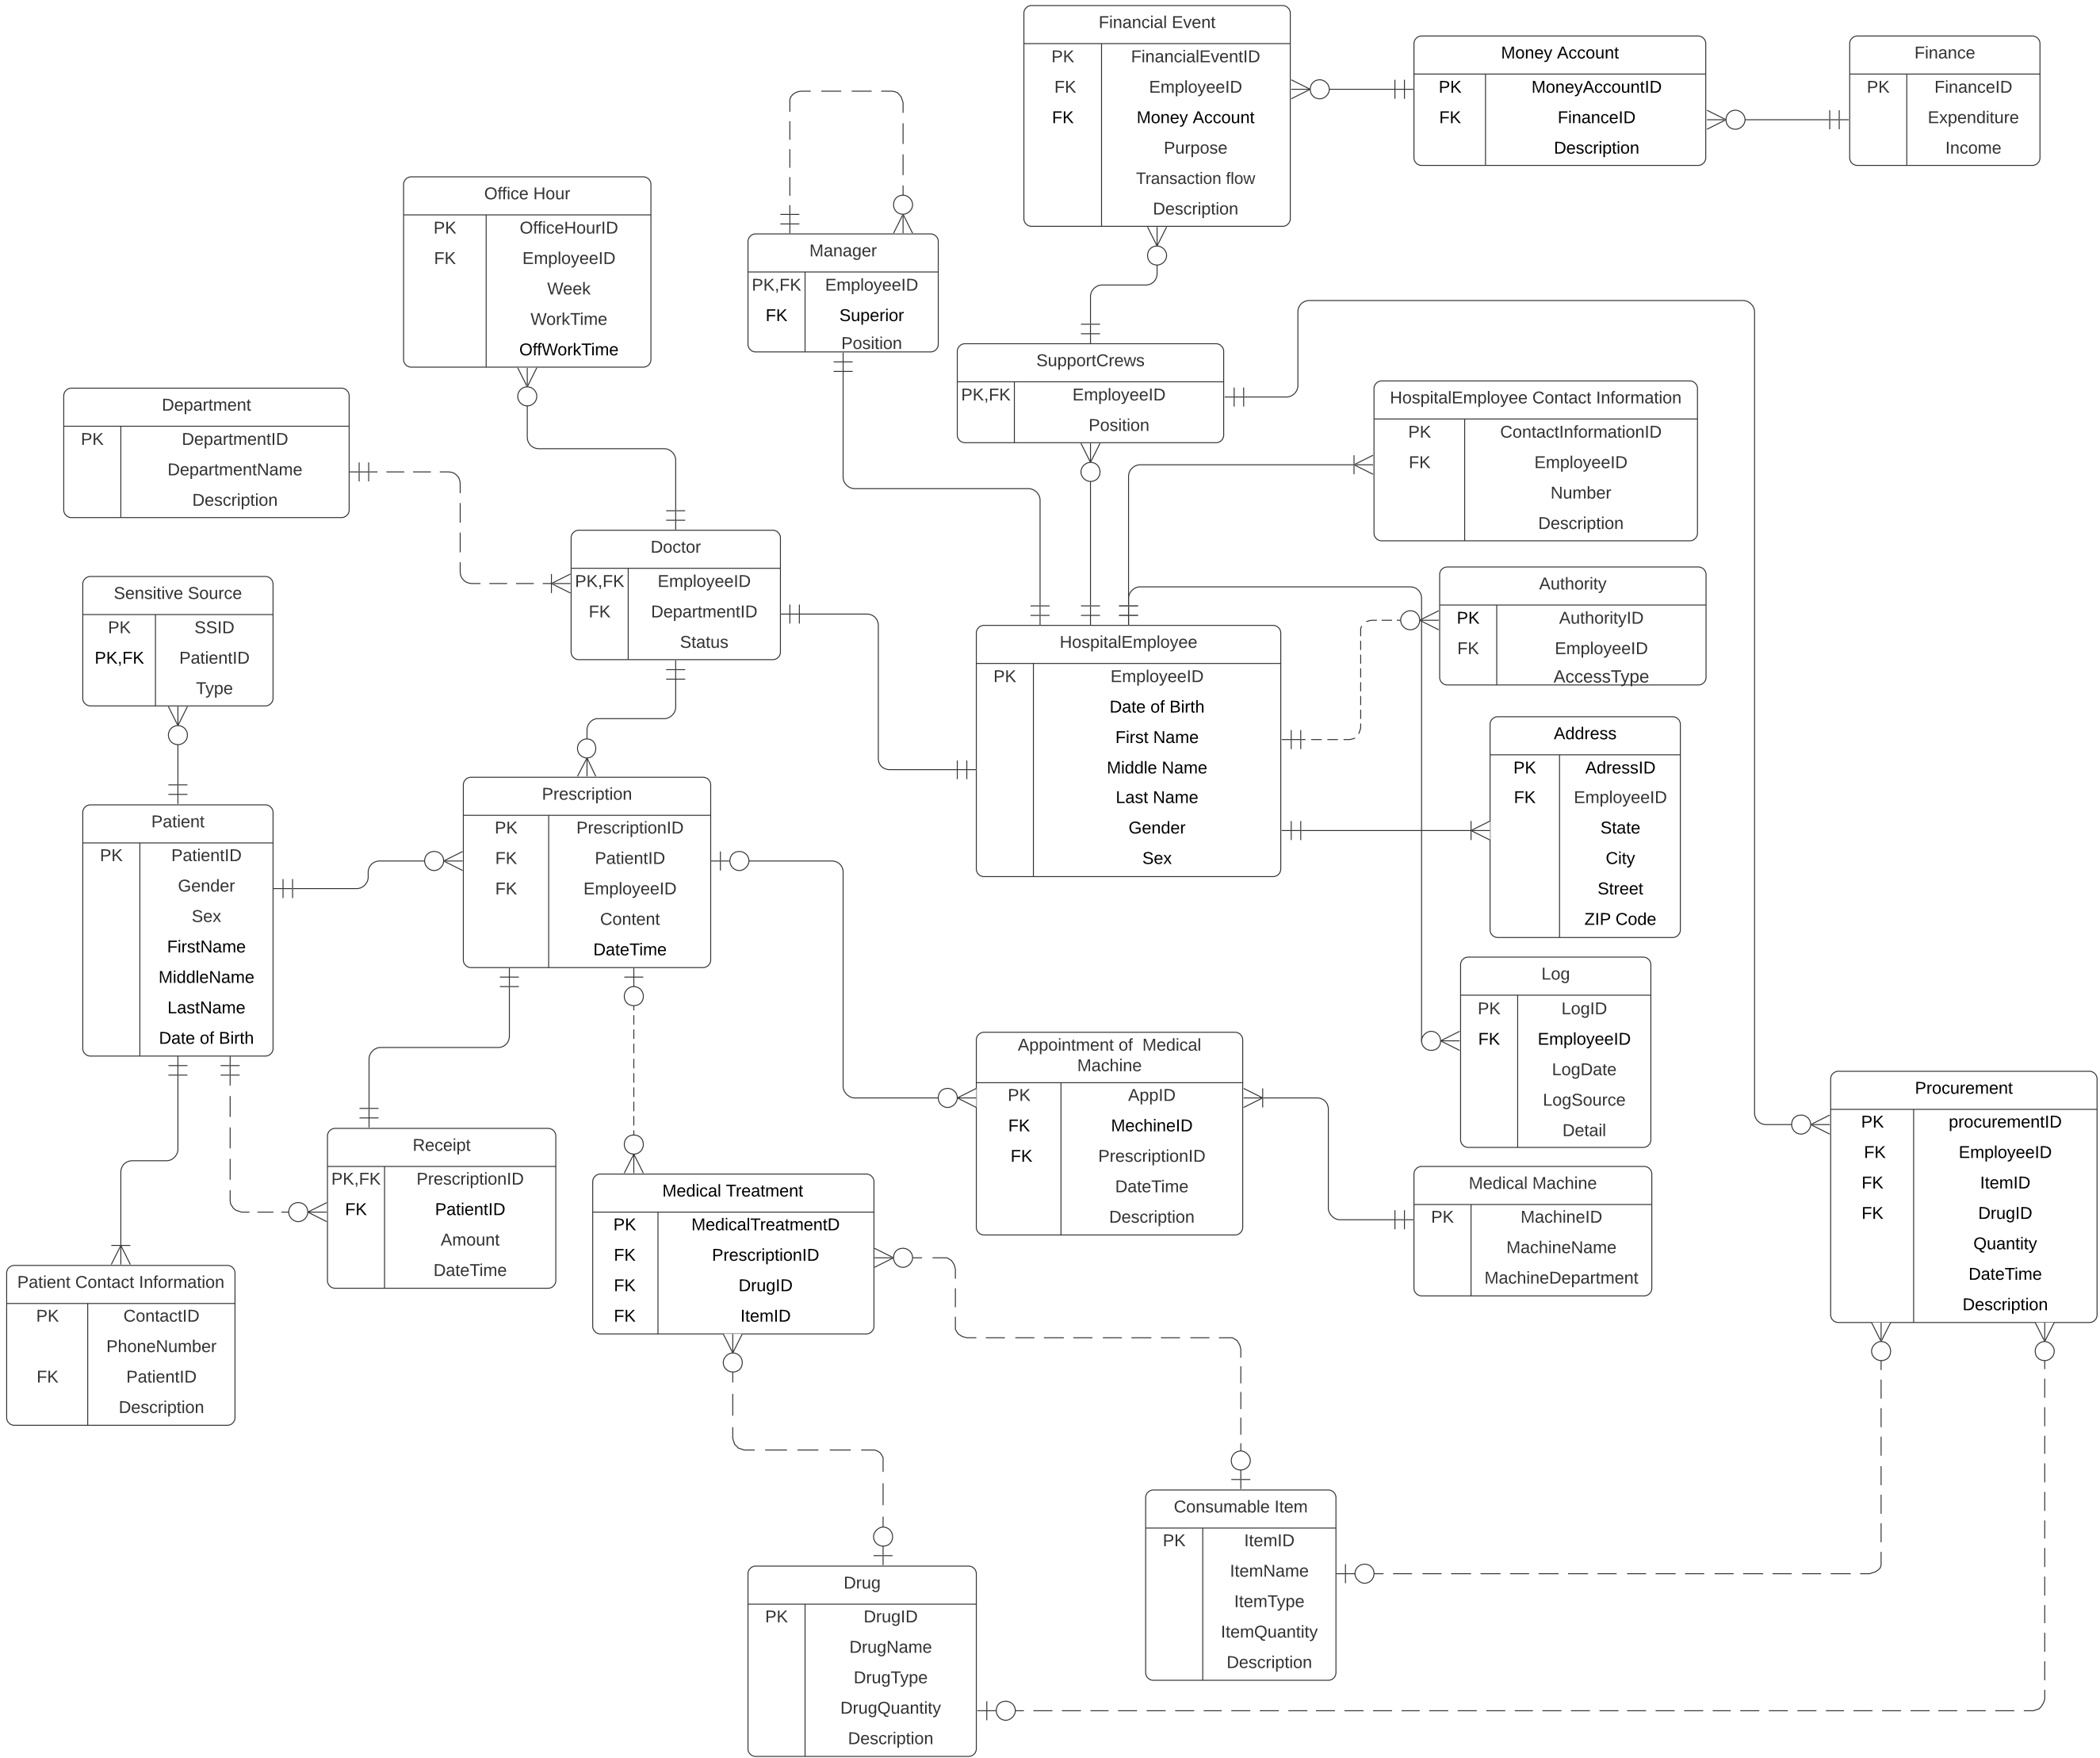 Financial Event
PK FinancialEventID
FK EmployeeID
FK Money Account
Purpose
Transaction flow
Description
Money Account
PK MoneyAccountID
FK FinanceID
Description
Finance
PK FinanceID
Expenditure
Income
Office Hour
PK OfficeHourID
FK EmployeeID
Week
WorkTime
OffWorkTime
Manager
PK,FK EmployeeID
FK Superior
Position
SupportCrews
PK,FK EmployeeID
Position
HospitalEmployee Contact Information
PK ContactInformationID
FK EmployeeID
Number
Description
Department
PK DepartmentID
DepartmentName
Description
Doctor
PK,FK EmployeeID
FK DepartmentID
Status
Sensitive Source
PK SSID
PK,FK PatientID
Type
HospitalEmployee
PK EmployeeID
Date of Birth
First Name
Middle Name
Last Name
Gender
Sex
Authority
PK AuthorityID
FK EmployeeID
AccessType
Address
PK AdressID
FK EmployeeID
State
City
Street
ZIP Code
Patient
PK PatientID
Gender
Sex
FirstName
MiddleName
LastName
Date of Birth
Prescription
PK PrescriptionID
FK PatientID
FK EmployeeID
Content
DateTime
Log
PK LogID
FK EmployeeID
LogDate
LogSource
Detail
Appointment of Medical
Machine
PK AppID
FK MechineID
FK PrescriptionID
DateTime
Description
Procurement
PK procurementID
FK EmployeeID
FK ItemID
FK DrugID
Quantity
DateTime
Description
Receipt
PK,FK PrescriptionID
FK PatientID
Amount
DateTime
Medical Treatment
PK MedicalTreatmentD
FK PrescriptionID
FK DrugID
FK ItemID
Medical Machine
PK MachineID
MachineName
MachineDepartment
Patient Contact Information
PK ContactID
PhoneNumber
FK PatientID
Description
Consumable Item
PK ItemID
ItemName
ItemType
ItemQuantity
Description
Drug
PK DrugID
DrugName
DrugType
DrugQuantity
Description